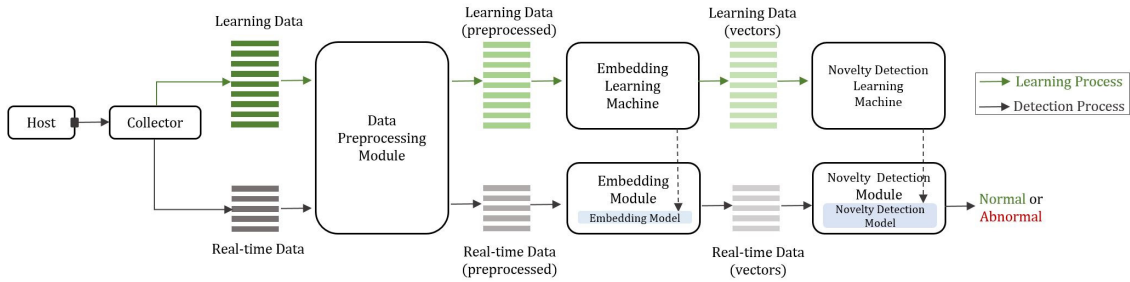 Learning Data
Learning Data
(preprocessed)
Learning Data
(vectors)
Host
Collector
Data
Preprocessing
Module
Embedding
Learning
Machine
Novelty Detection
Learning
Machine
Learning Process
Detection Process
Embedding
Module
Embedding Model
Novelty Detection
Module
Novelty Detection
Model
Normal or
Abnormal
Real-time Data
Real-time Data
(preprocessed)
Real-time Data
(vectors)